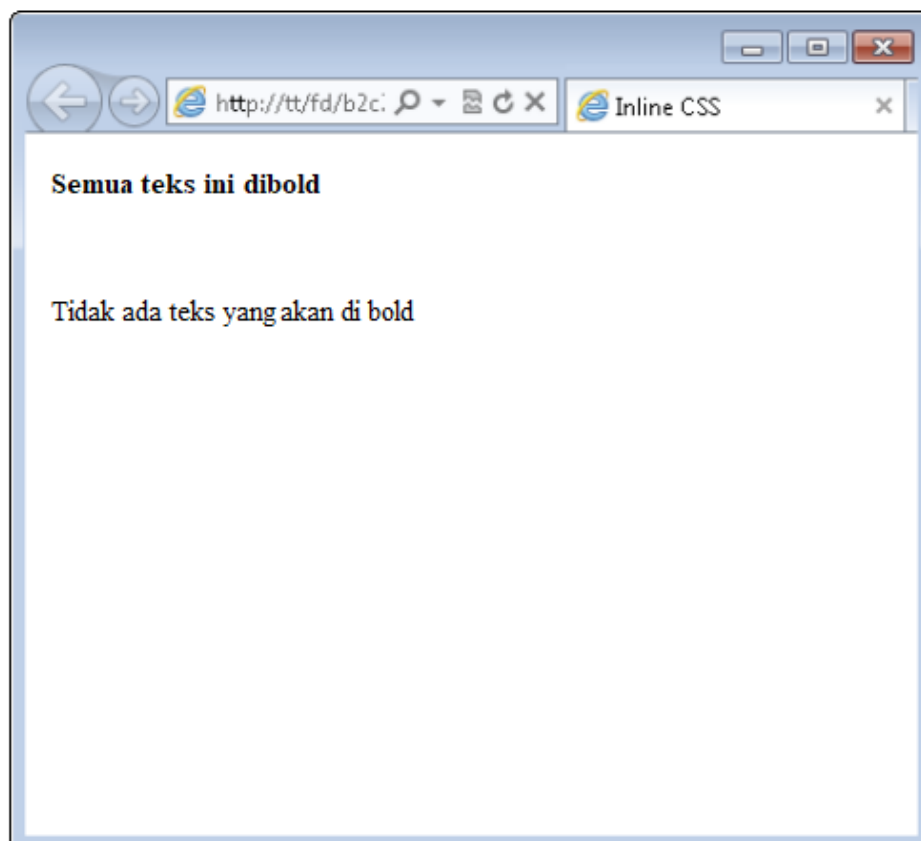 http://tt/fd/b2c
Inline CSS
Semua teks ini dibold
Tidak ada teks yang akan di bold